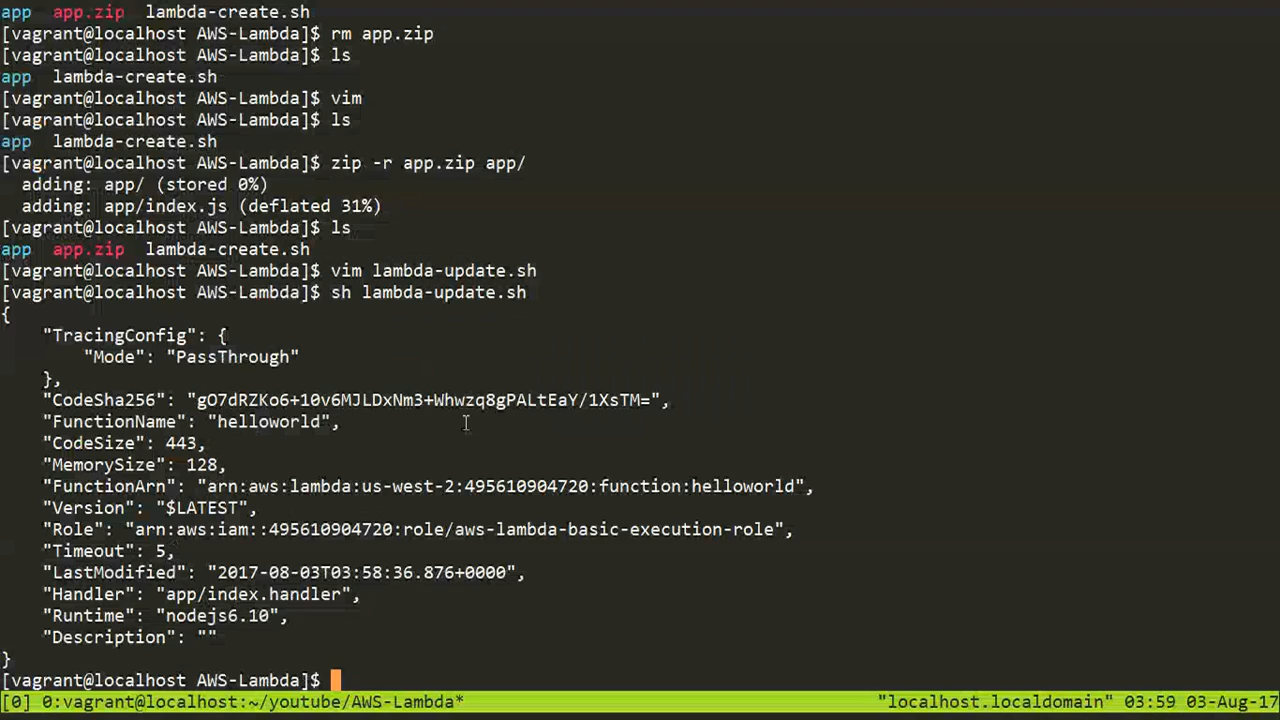 app  app.zip  lambda-create.sh
[vagrant@localhost AWS-Lambda]$ rm app.zip
[vagrant@localhost AWS-Lambda]$ ls
app  lambda-create.sh
[vagrant@localhost AWS-Lambda]$ vim
[vagrant@localhost AWS-Lambda]$ ls
app  lambda-create.sh
[vagrant@localhost AWS-Lambda]$ zip -r app.zip app/
  adding: app/ (stored 0%)
  adding: app/index.js (deflated 31%)
[vagrant@localhost AWS-Lambda]$ ls
app  app.zip  lambda-create.sh
[vagrant@localhost AWS-Lambda]$ vim lambda-update.sh
[vagrant@localhost AWS-Lambda]$ sh lambda-update.sh
{
    "TracingConfig": {
        "Mode": "PassThrough"
    },
    "CodeSha256": "gO7dRZKo6+10v6MJLDxNm3+Whwzq8gPALtEaY/1XsTM=",
    "FunctionName": "helloworld",
    "CodeSize": 443,
    "MemorySize": 128,
    "FunctionArn": "arn:aws:lambda:us-west-2:495610904720:function:helloworld",
    "Version": "$LATEST",
    "Role": "arn:aws:iam::495610904720:role/aws-lambda-basic-execution-role",
    "Timeout": 5,
    "LastModified": "2017-08-03T03:58:36.876+0000",
    "Handler": "app/index.handler",
    "Runtime": "nodejs6.10",
    "Description": ""
}
[vagrant@localhost AWS-Lambda]$
[0] 0:vagrant@localhost:~/youtube/AWS-Lambda* "localhost.localdomain" 03:59 03-Aug-17